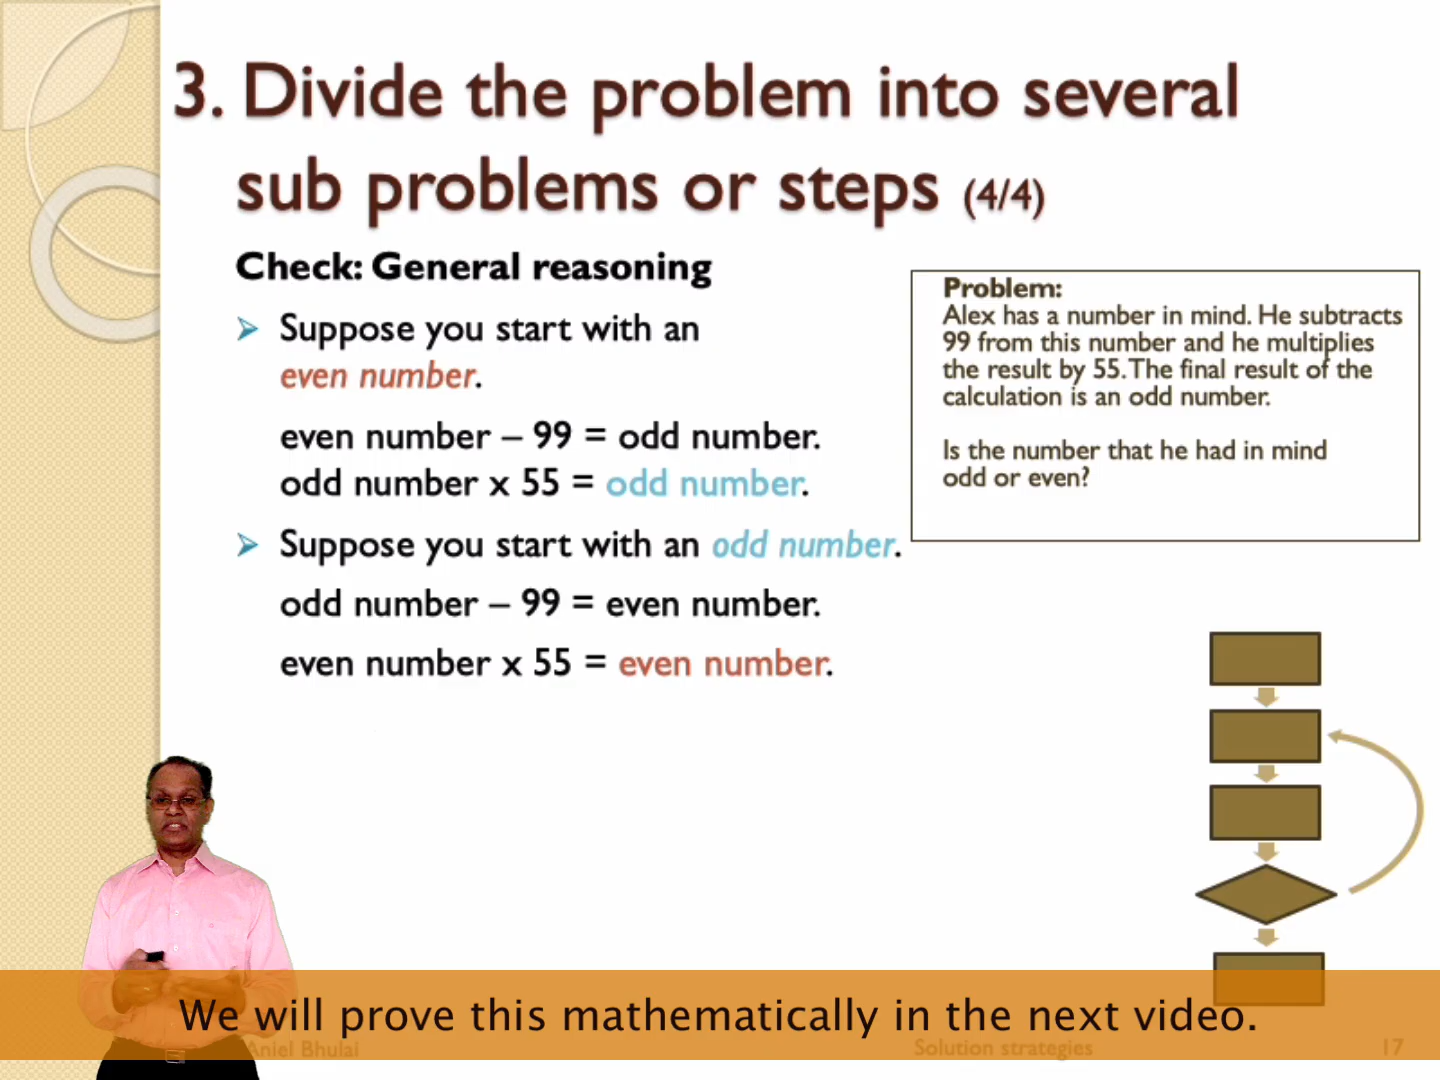 3. Divide the problem into several
sub problems or steps (4/4)
Check: General reasoning
Suppose you start with an
even number.
even number – 99 = odd number.
odd number x 55 = odd number.
Suppose you start with an odd number.
odd number – 99 = even number.
even number x 55 = even number.
Problem:
Alex has a number in mind. He subtracts
99 from this number and he multiplies
the result by 55. The final result of the
calculation is an odd number.
Is the number that he had in mind
odd or even?
We will prove this mathematically in the next video.
Aniel Bhulai
Solution strategies
17